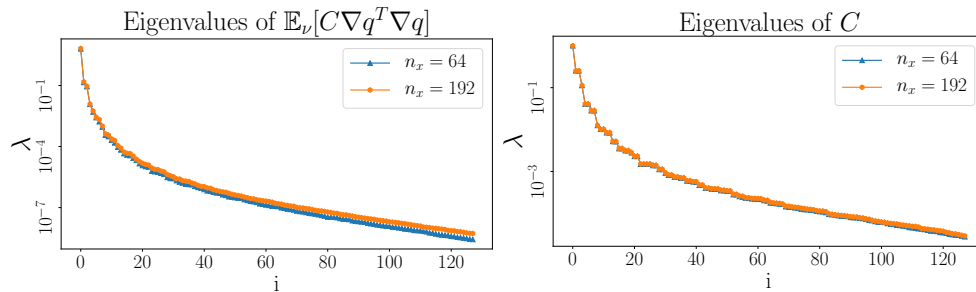 Eigenvalues of 𝔼_ν[C∇q^T∇q]
n_x = 64
n_x = 192
10^{-1}
10^{-4}
10^{-7}
λ
0 20 40 60 80 100 120
i
Eigenvalues of C
n_x = 64
n_x = 192
10^{-1}
10^{-3}
λ
0 20 40 60 80 100 120
i